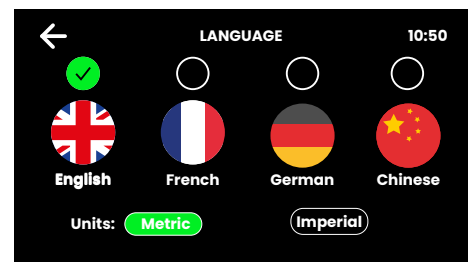 LANGUAGE 10:50
English French German Chinese
Units: Metric Imperial